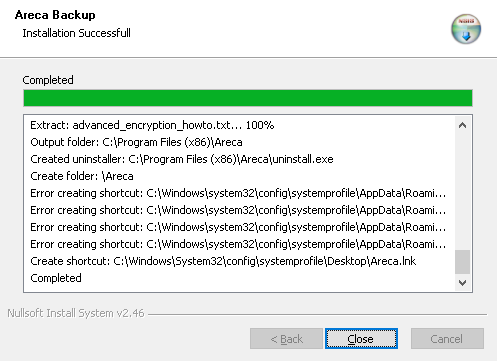 Areca Backup
Installation Successfull
Completed
Extract: advanced_encryption_howto.txt... 100%
Output folder: C:\Program Files (x86)\Areca
Created uninstaller: C:\Program Files (x86)\Areca\uninstall.exe
Create folder: \Areca
Error creating shortcut: C:\Windows\system32\config\systemprofile\AppData\Roami...
Error creating shortcut: C:\Windows\system32\config\systemprofile\AppData\Roami...
Error creating shortcut: C:\Windows\system32\config\systemprofile\AppData\Roami...
Error creating shortcut: C:\Windows\system32\config\systemprofile\AppData\Roami...
Create shortcut: C:\Windows\System32\config\systemprofile\Desktop\Areca.lnk
Completed
Nullsoft Install System v2.46
< Back
Close
Cancel